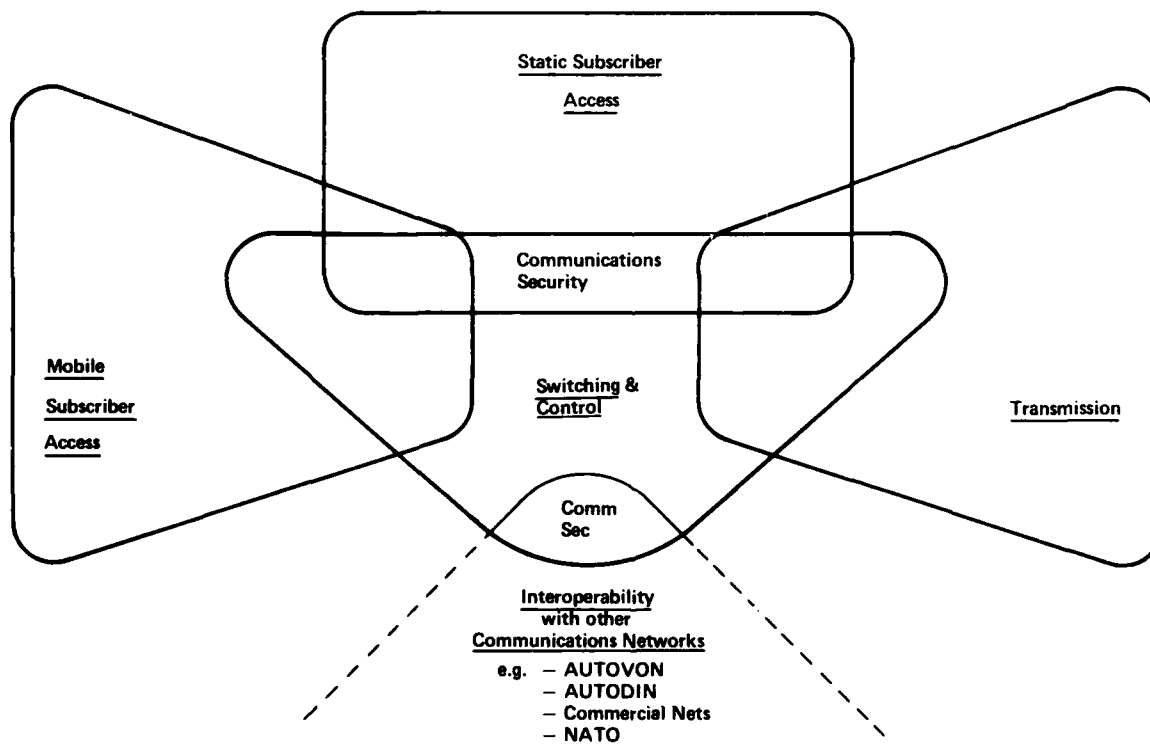 Static Subscriber
Access
Communications
Security
Mobile
Subscriber
Access
Switching &
Control
Transmission
Comm
Sec
Interoperability
with other
Communications Networks
e.g. – AUTOVON
– AUTODIN
– Commercial Nets
– NATO